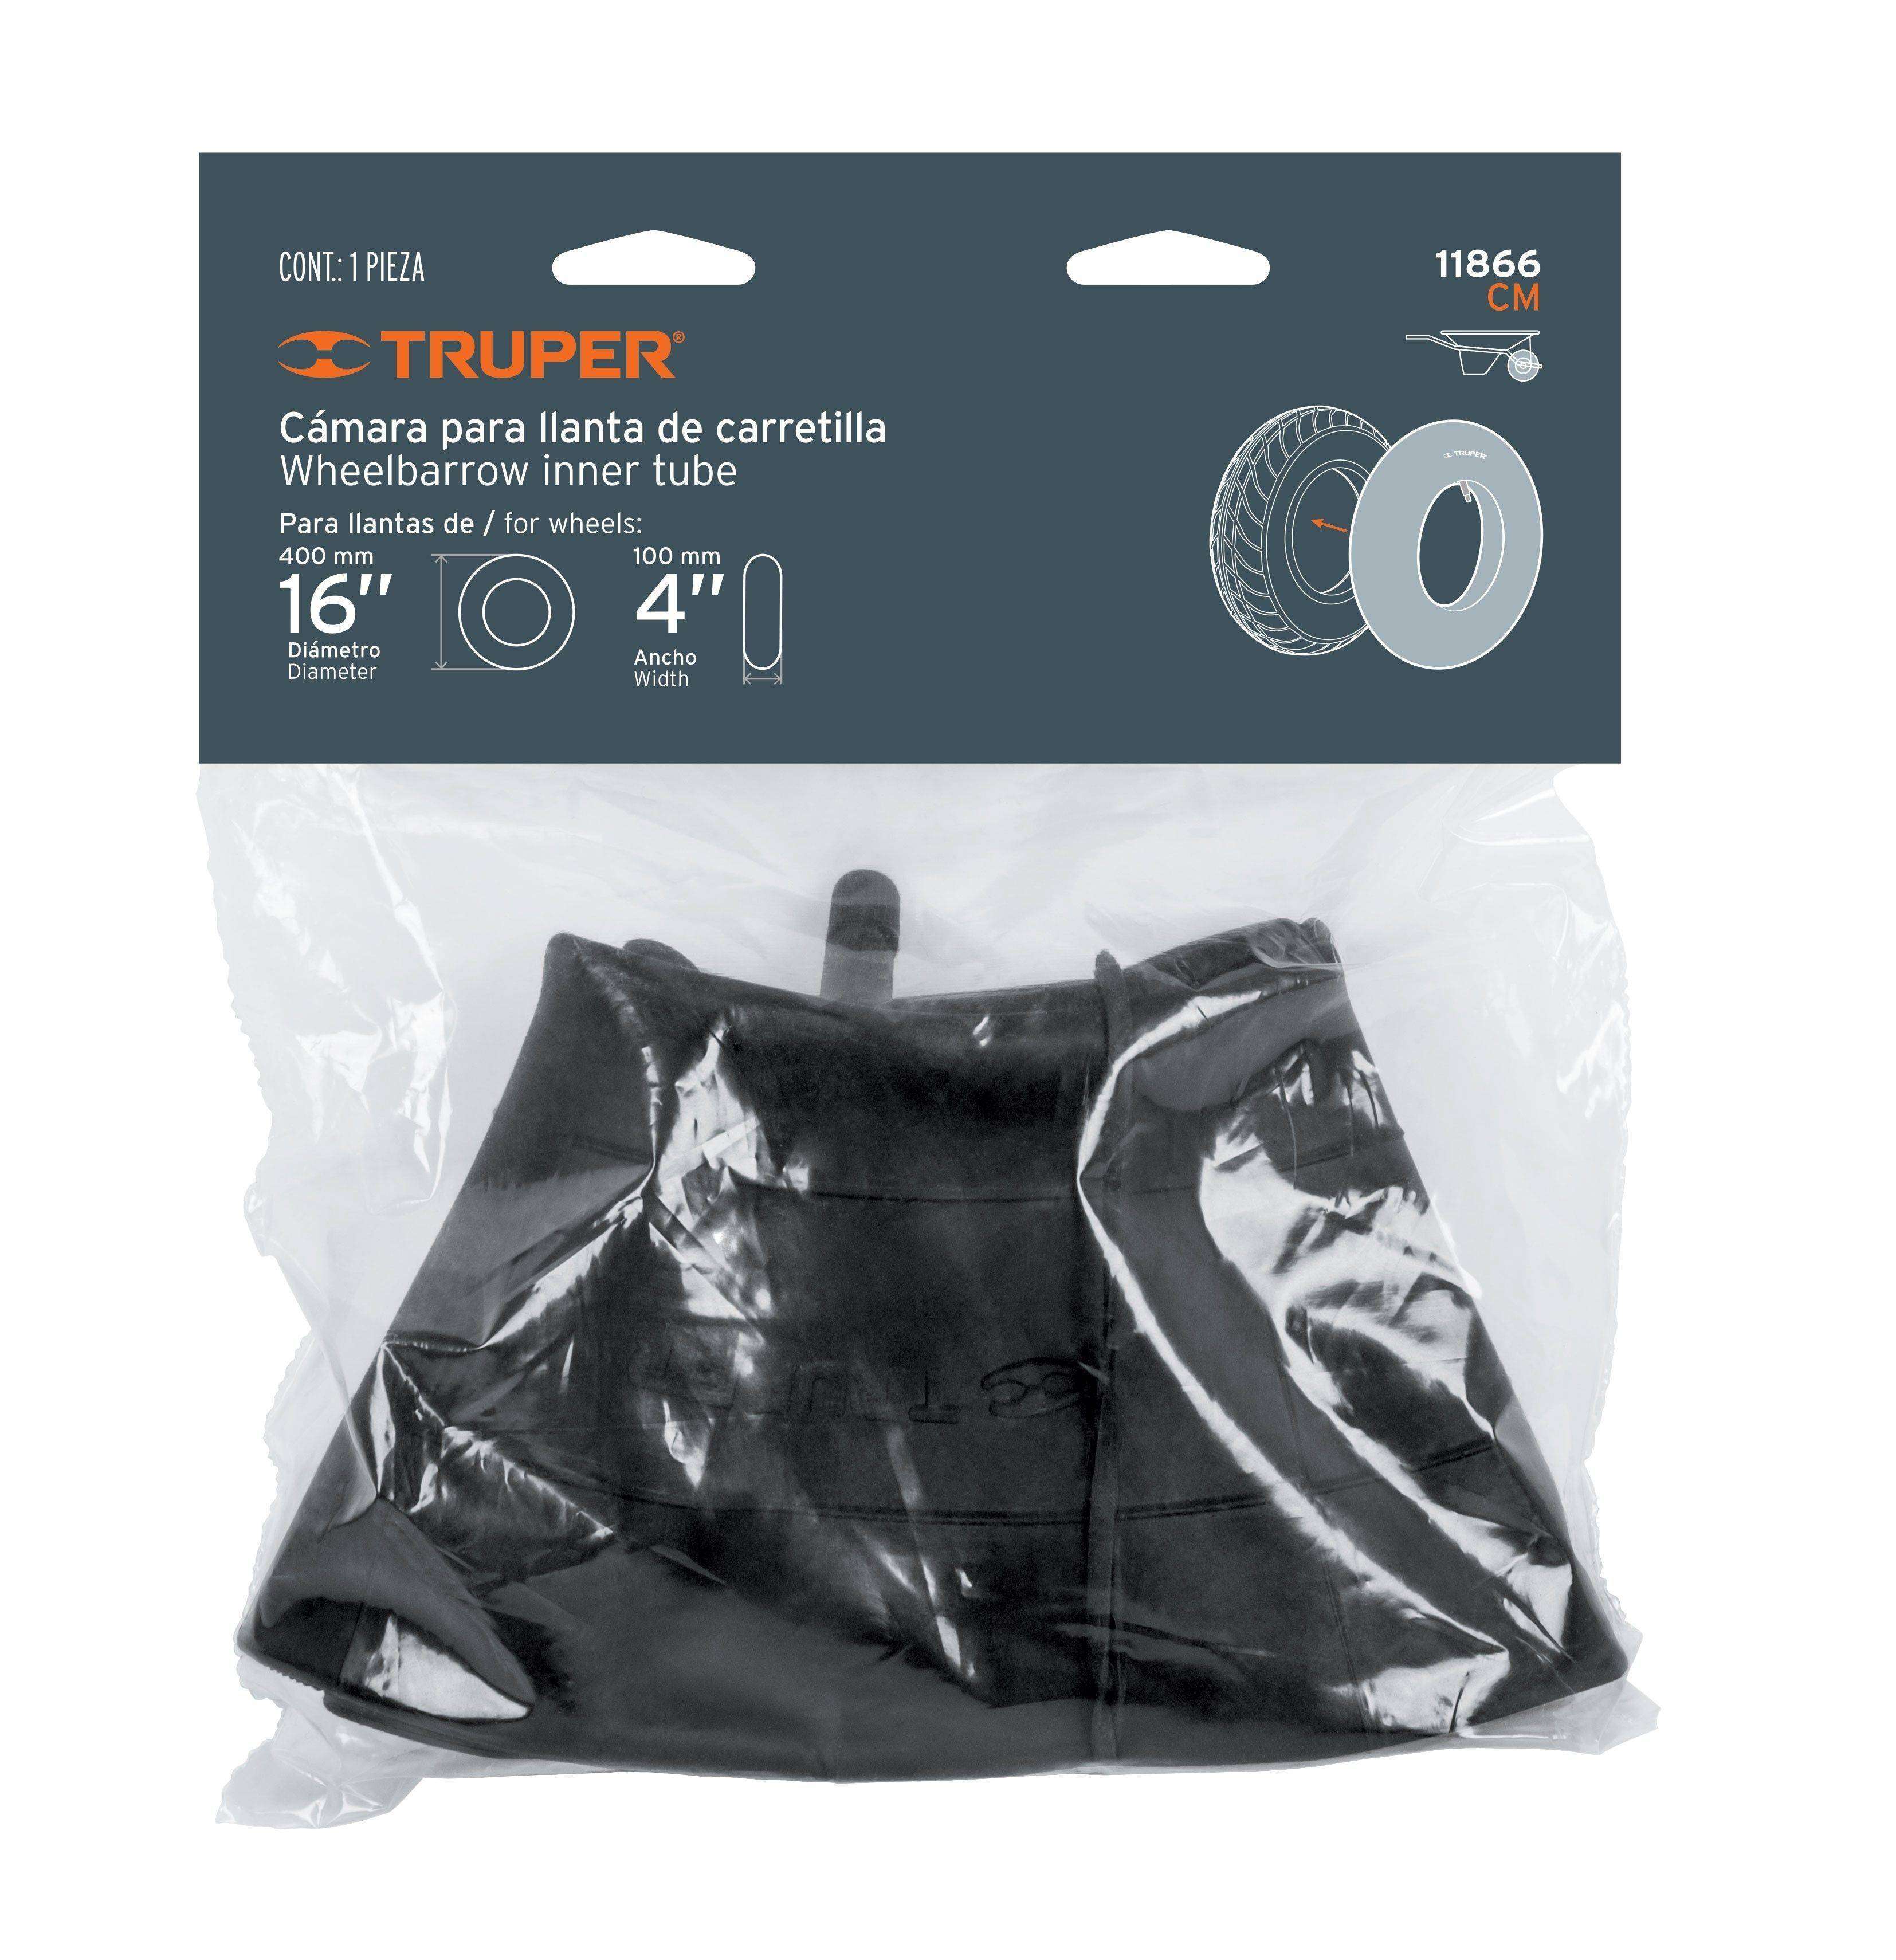 CONT.: 1 PIEZA
11866
CM
TRUPER®
Cámara para llanta de carretilla
Wheelbarrow inner tube
Para llantas de / for wheels:
400 mm
16"
Diámetro
Diameter
100 mm
4"
Ancho
Width
TRUPER